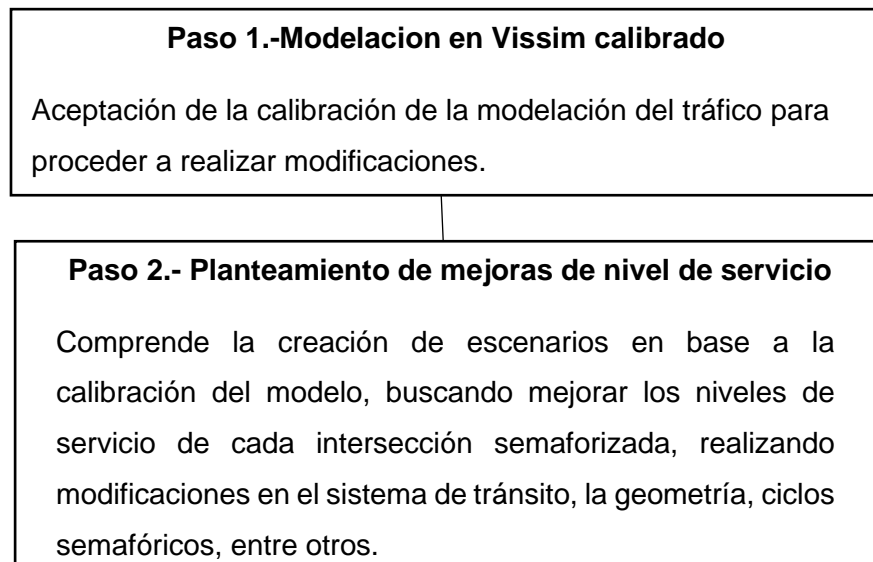 Paso 1.-Modelacion en Vissim calibrado
Aceptación de la calibración de la modelación del tráfico para
proceder a realizar modificaciones.
Paso 2.- Planteamiento de mejoras de nivel de servicio
Comprende la creación de escenarios en base a la
calibración del modelo, buscando mejorar los niveles de
servicio de cada intersección semaforizada, realizando
modificaciones en el sistema de tránsito, la geometría, ciclos
semafóricos, entre otros.